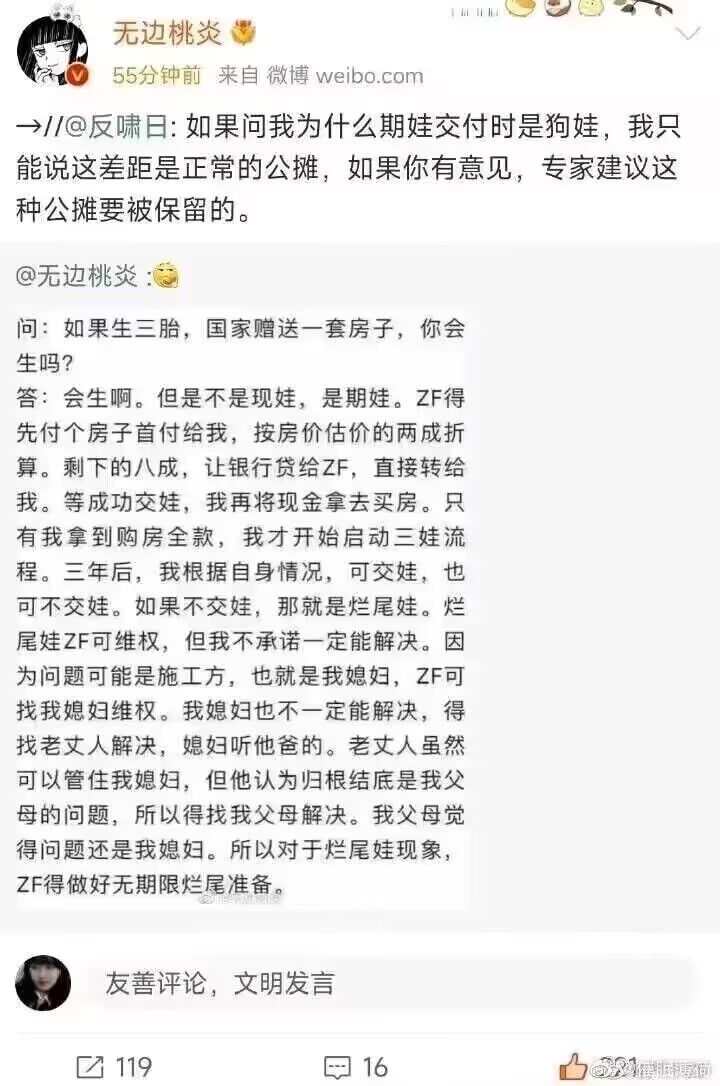 无边桃炎
55分钟前 来自 微博 weibo.com
→//@反啸日: 如果问我为什么期娃交付时是狗娃，我只
能说这差距是正常的公摊，如果你有意见，专家建议这
种公摊要被保留的。
@无边桃炎 :
问：如果生三胎，国家赠送一套房子，你会
生吗？
答：会生啊。但是不是现娃，是期娃。ZF得
先付个房子首付给我，按房价估价的两成折
算。剩下的八成，让银行贷给ZF，直接转给
我。等成功交娃，我再将现金拿去买房。只
有我拿到购房全款，我才开始启动三娃流
程。三年后，我根据自身情况，可交娃，也
可不交娃。如果不交娃，那就是烂尾娃。烂
尾娃ZF可维权，但我不承诺一定能解决。因
为问题可能是施工方，也就是我媳妇，ZF可
找我媳妇维权。我媳妇也不一定能解决，得
找老丈人解决，媳妇听他爸的。老丈人虽然
可以管住我媳妇，但他认为归根结底是我父
母的问题，所以得找我父母解决。我父母觉
得问题还是我媳妇。所以对于烂尾娃现象，
ZF得做好无期限烂尾准备。
友善评论，文明发言
119
16